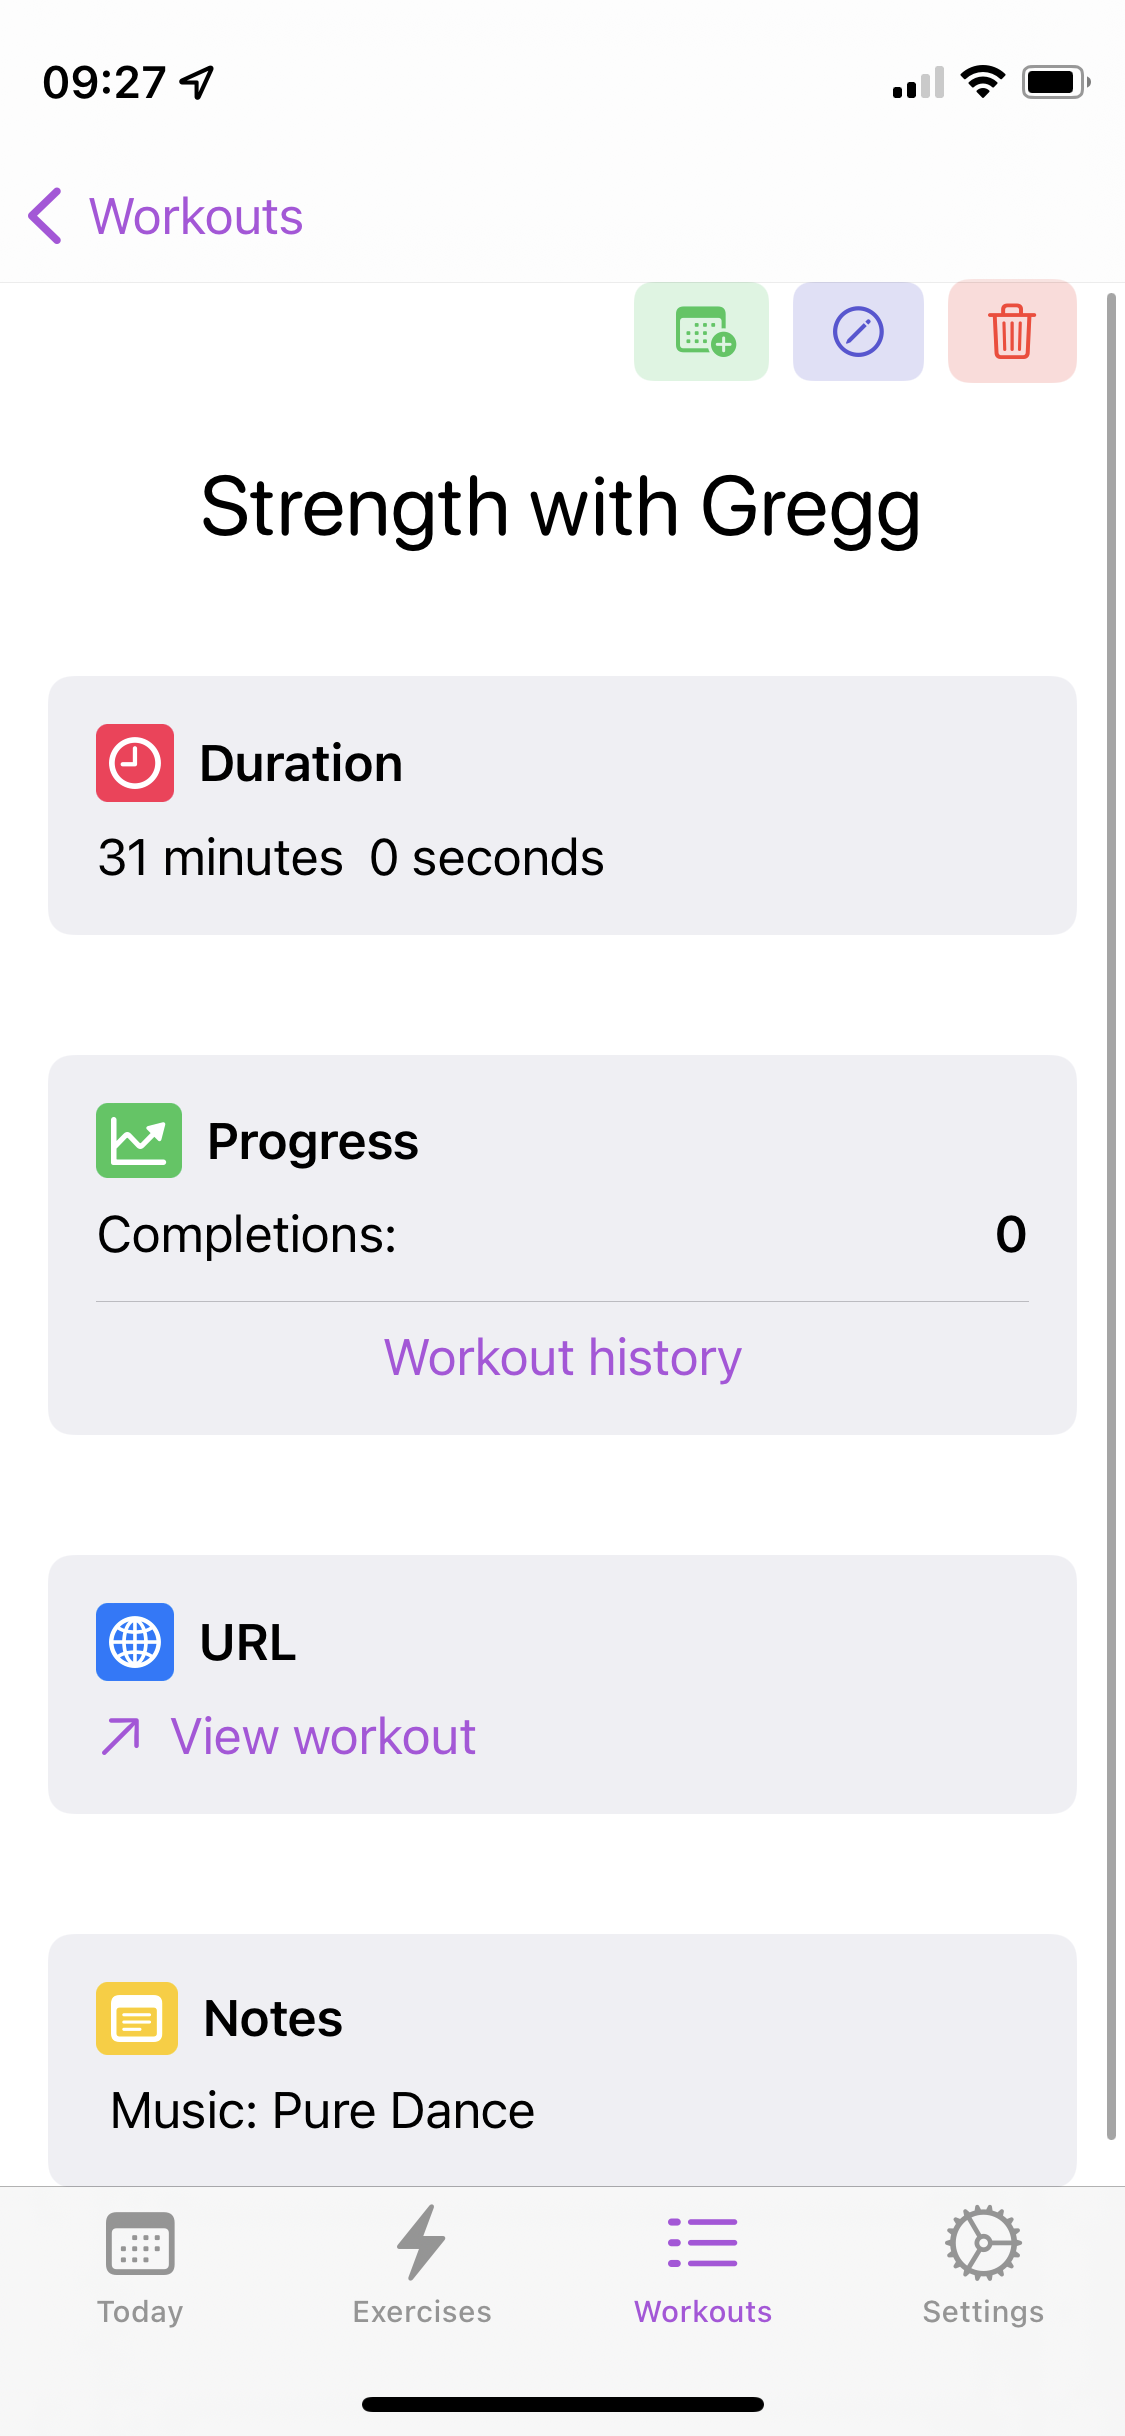 09:27
Workouts
Strength with Gregg
Duration
31 minutes  0 seconds
Progress
Completions: 0
Workout history
URL
View workout
Notes
Music: Pure Dance
Today Exercises Workouts Settings